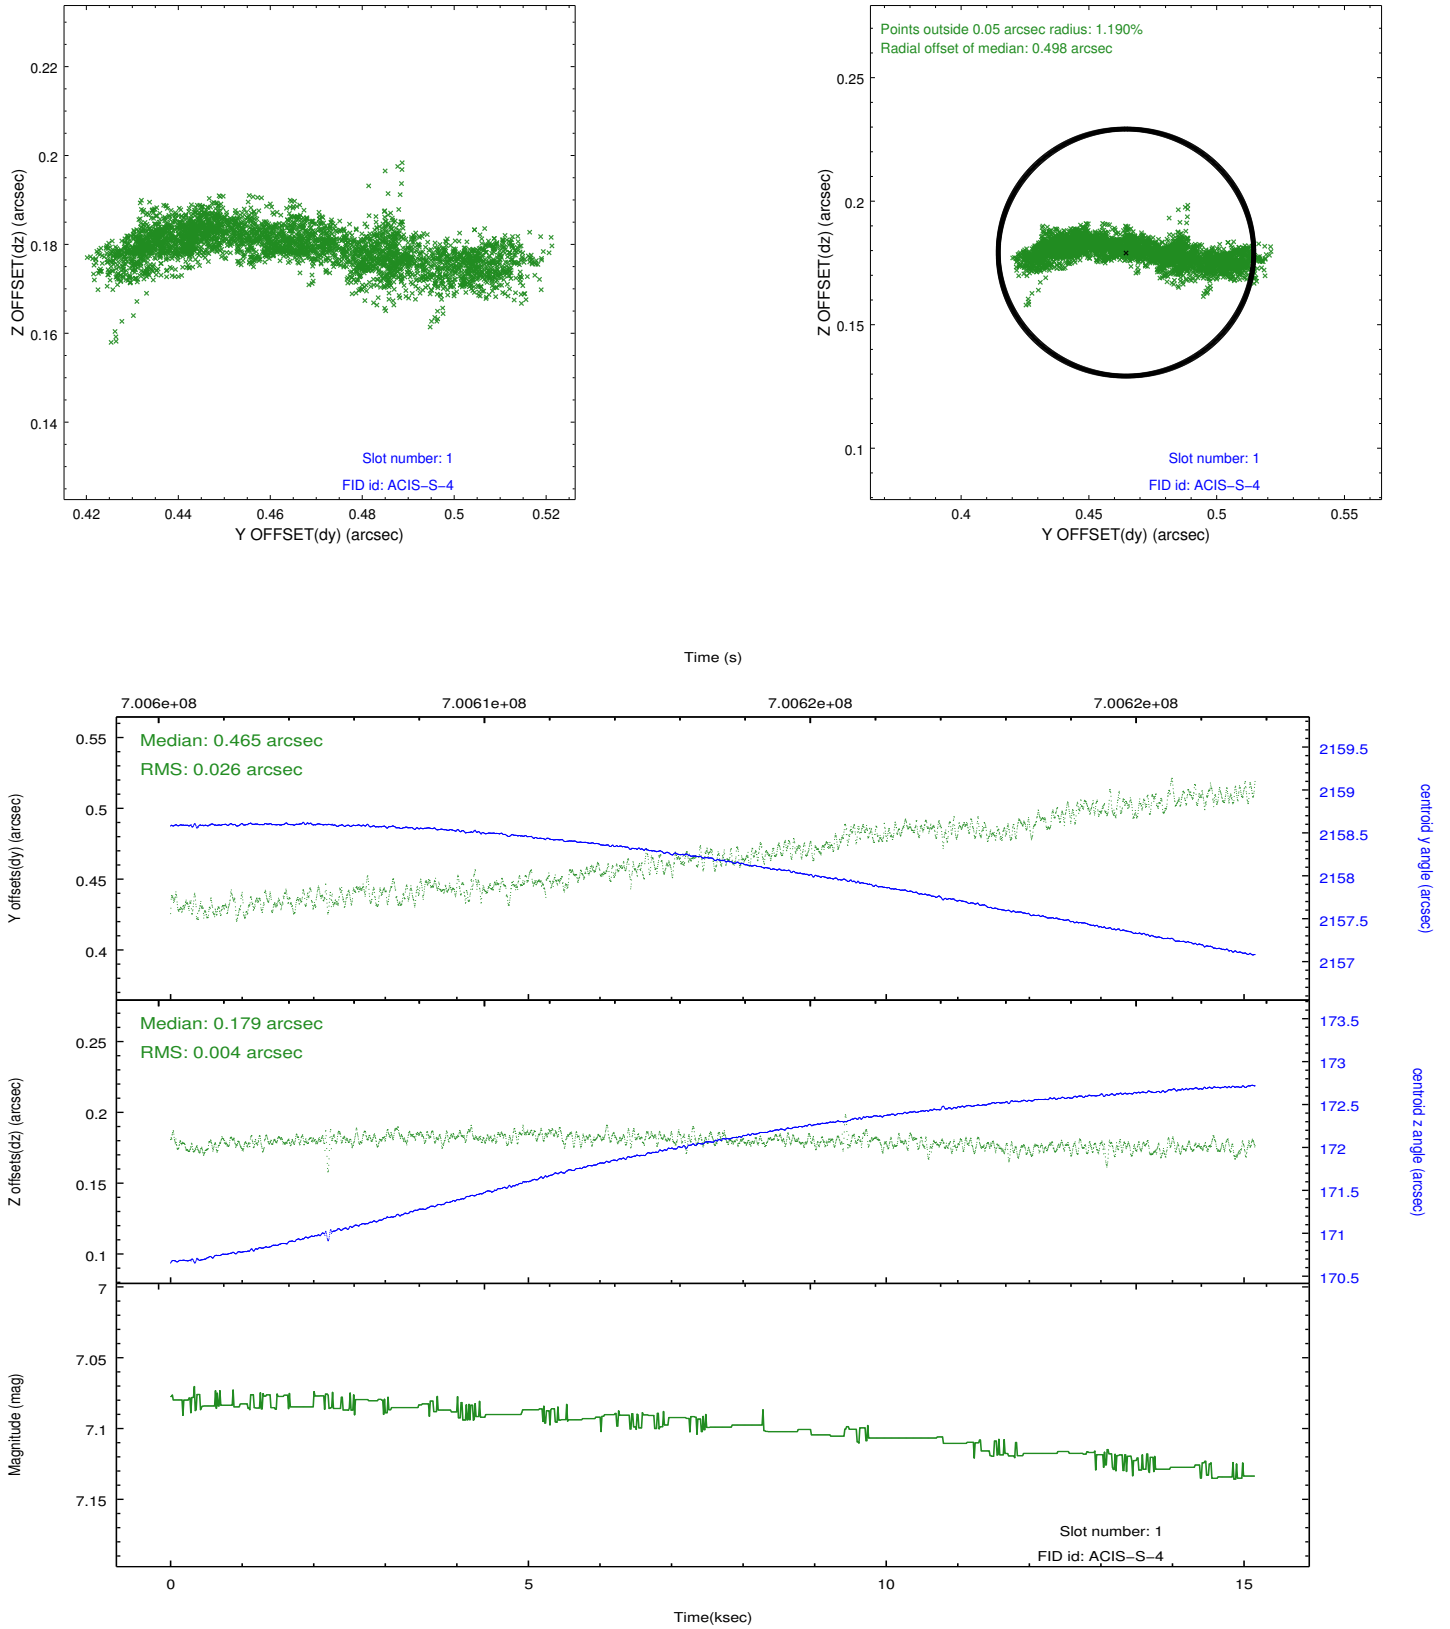 0.22
0.2
0.18
0.16
0.14
Z OFFSET(dz) (arcsec)
Slot number: 1
FID id: ACIS−S−4
0.42 0.44 0.46 0.48 0.5 0.52
Y OFFSET(dy) (arcsec)
Points outside 0.05 arcsec radius: 1.190%
Radial offset of median: 0.498 arcsec
0.25
0.2
0.15
0.1
Z OFFSET(dz) (arcsec)
Slot number: 1
FID id: ACIS−S−4
0.4 0.45 0.5 0.55
Y OFFSET(dy) (arcsec)
Time (s)
7.006e+08 7.0061e+08 7.0062e+08 7.0062e+08
Median: 0.465 arcsec
RMS: 0.026 arcsec
0.55
0.5
0.45
0.4
Y offsets(dy) (arcsec)
2159.5
2159
2158.5
2158
2157.5
2157
centroid y angle (arcsec)
Median: 0.179 arcsec
RMS: 0.004 arcsec
0.25
0.2
0.15
0.1
Z offsets(dz) (arcsec)
173.5
173
172.5
172
171.5
171
170.5
centroid z angle (arcsec)
7
7.05
7.1
7.15
Magnitude (mag)
Slot number: 1
FID id: ACIS−S−4
0 5 10 15
Time(ksec)